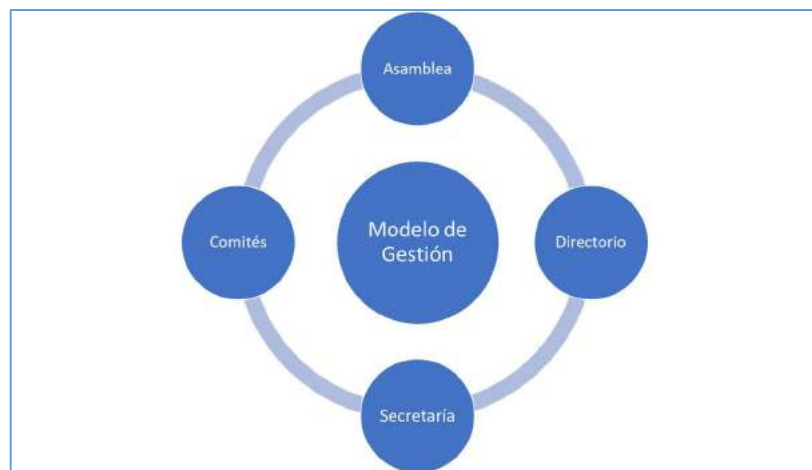 Asamblea
Comités
Modelo de
Gestión
Directorio
Secretaría